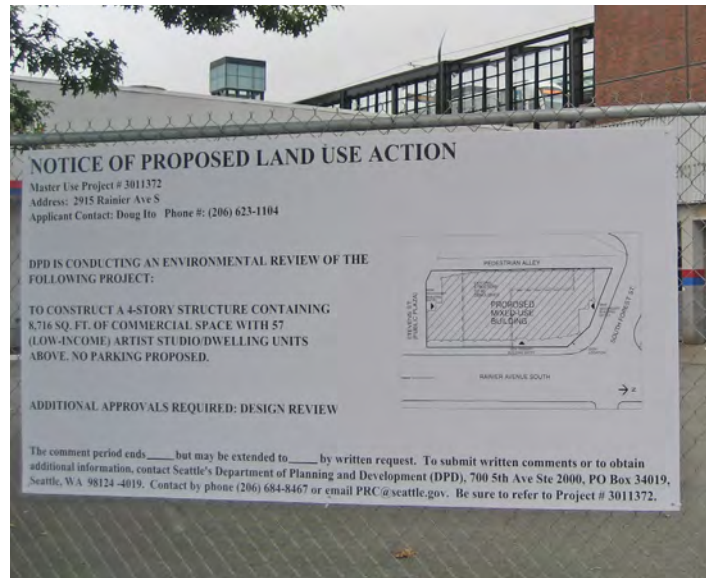 NOTICE OF PROPOSED LAND USE ACTION
Master Use Project # 3011372
Address: 2915 Rainier Ave S
Applicant Contact: Doug Ito Phone #: (206) 623-1104
DPD IS CONDUCTING AN ENVIRONMENTAL REVIEW OF THE
FOLLOWING PROJECT:
TO CONSTRUCT A 4-STORY STRUCTURE CONTAINING
8,716 SQ. FT. OF COMMERCIAL SPACE WITH 57
(LOW-INCOME) ARTIST STUDIO/DWELLING UNITS
ABOVE. NO PARKING PROPOSED.
ADDITIONAL APPROVALS REQUIRED: DESIGN REVIEW
PEDESTRIAN ALLEY
STEVENS ST.
(PUBLIC PLAZA)
PROPOSED
MIXED-USE
BUILDING
SOUTH FOREST ST.
RAINIER AVENUE SOUTH
The comment period ends_____ but may be extended to_____ by written request. To submit written comments or to obtain
additional information, contact Seattle's Department of Planning and Development (DPD), 700 5th Ave Ste 2000, PO Box 34019,
Seattle, WA 98124 -4019. Contact by phone (206) 684-8467 or email PRC@seattle.gov. Be sure to refer to Project # 3011372.